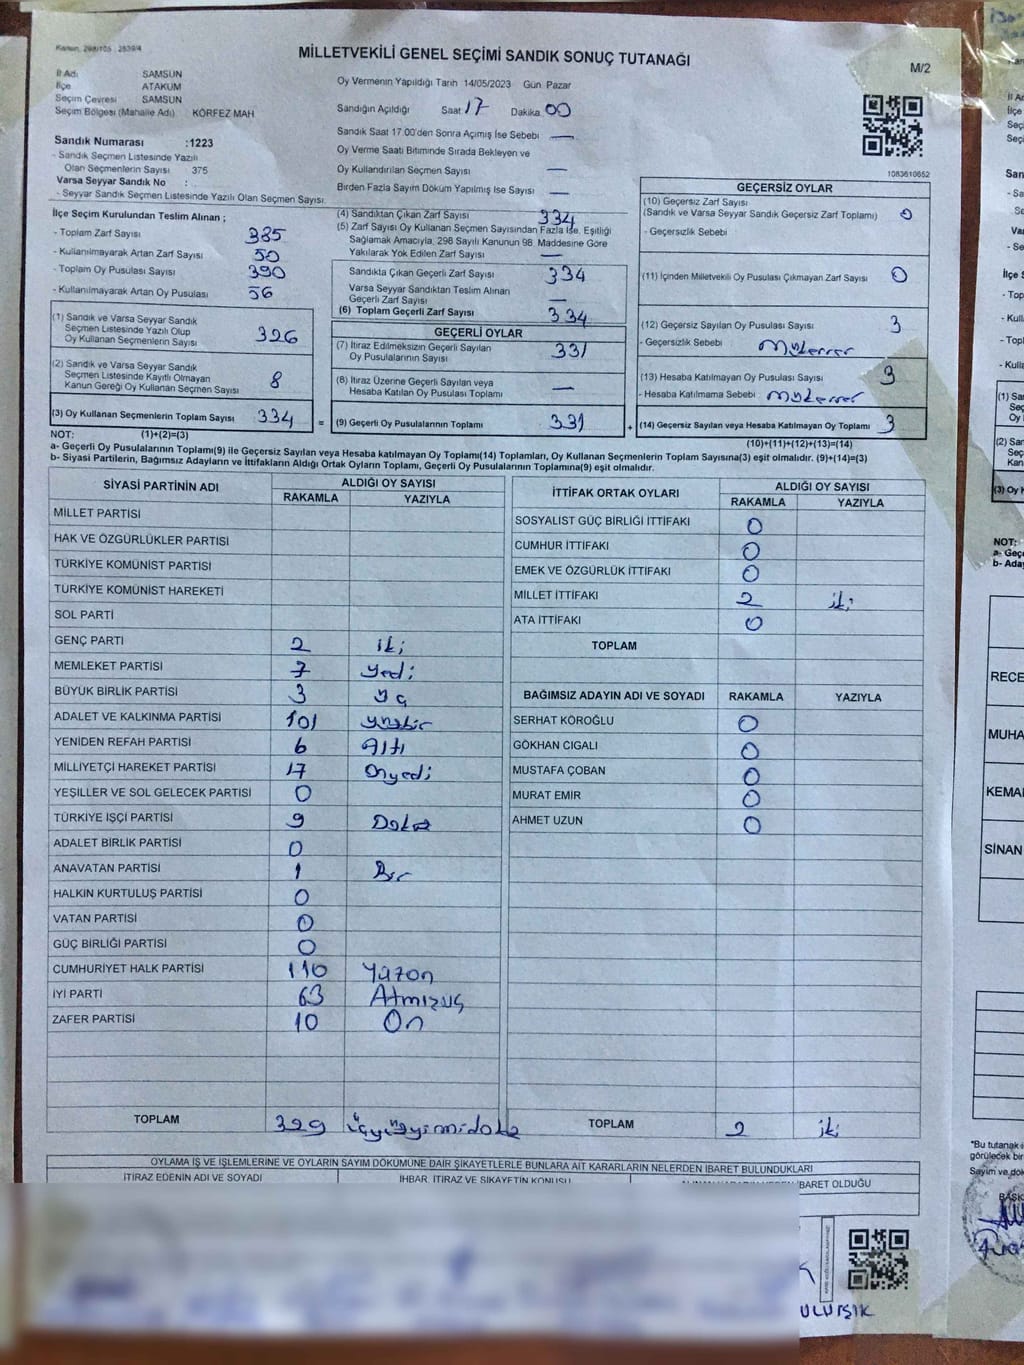 Kanun, 298/105 : 2839/4
MİLLETVEKİLİ GENEL SEÇİMİ SANDIK SONUÇ TUTANAĞI
M/2
İl Adı SAMSUN
İlçe ATAKUM
Seçim Çevresi SAMSUN
Seçim Bölgesi (Mahalle Adı) KÖRFEZ MAH
Oy Vermenin Yapıldığı Tarih 14/05/2023 Gün Pazar
Sandığın Açıldığı Saat 17 Dakika 00
Sandık Saat 17:00'den Sonra Açılmış İse Sebebi —
Oy Verme Saati Bitiminde Sırada Bekleyen ve
Oy Kullandırılan Seçmen Sayısı —
Birden Fazla Sayım Döküm Yapılmış İse Sayısı —
1083610652
Sandık Numarası :1223
- Sandık Seçmen Listesinde Yazılı
Olan Seçmenlerin Sayısı 375
Varsa Seyyar Sandık No :
- Seyyar Sandık Seçmen Listesinde Yazılı Olan Seçmen Sayısı:
İlçe Seçim Kurulundan Teslim Alınan ;
- Toplam Zarf Sayısı 385
- Kullanılmayarak Artan Zarf Sayısı 50
- Toplam Oy Pusulası Sayısı 390
- Kullanılmayarak Artan Oy Pusulası 56
(1) Sandık ve Varsa Seyyar Sandık
Seçmen Listesinde Yazılı Olup
Oy Kullanan Seçmenlerin Sayısı 326
(2) Sandık ve Varsa Seyyar Sandık
Seçmen Listesinde Kayıtlı Olmayan
Kanun Gereği Oy Kullanan Seçmen Sayısı 8
(3) Oy Kullanan Seçmenlerin Toplam Sayısı 334
(4) Sandıktan Çıkan Zarf Sayısı 334
(5) Zarf Sayısı Oy Kullanan Seçmen Sayısından Fazla İse, Eşitliği
Sağlamak Amacıyla, 298 Sayılı Kanunun 98. Maddesine Göre
Yakılarak Yok Edilen Zarf Sayısı —
Sandıkta Çıkan Geçerli Zarf Sayısı 334
Varsa Seyyar Sandıktan Teslim Alınan
Geçerli Zarf Sayısı —
(6) Toplam Geçerli Zarf Sayısı 334
GEÇERLİ OYLAR
(7) İtiraz Edilmeksizin Geçerli Sayılan
Oy Pusulalarının Sayısı 331
(8) İtiraz Üzerine Geçerli Sayılan veya
Hesaba Katılan Oy Pusulası Toplamı —
= (9) Geçerli Oy Pusulalarının Toplamı 331
GEÇERSİZ OYLAR
(10) Geçersiz Zarf Sayısı
(Sandık ve Varsa Seyyar Sandık Geçersiz Zarf Toplamı) 0
- Geçersizlik Sebebi
(11) İçinden Milletvekili Oy Pusulası Çıkmayan Zarf Sayısı 0
(12) Geçersiz Sayılan Oy Pusulası Sayısı 3
- Geçersizlik Sebebi Mükerrer
(13) Hesaba Katılmayan Oy Pusulası Sayısı 3
- Hesaba Katılmama Sebebi Mükerrer
+ (14) Geçersiz Sayılan veya Hesaba Katılmayan Oy Toplamı 3
NOT: (1)+(2)=(3)
(10)+(11)+(12)+(13)=(14)
a- Geçerli Oy Pusulalarının Toplamı(9) ile Geçersiz Sayılan veya Hesaba katılmayan Oy Toplamı(14) Toplamları, Oy Kullanan Seçmenlerin Toplam Sayısına(3) eşit olmalıdır. (9)+(14)=(3)
b- Siyasi Partilerin, Bağımsız Adayların ve İttifakların Aldığı Ortak Oyların Toplamı, Geçerli Oy Pusulalarının Toplamına(9) eşit olmalıdır.
SİYASİ PARTİNİN ADI ALDIĞI OY SAYISI
RAKAMLA YAZIYLA
MİLLET PARTİSİ
HAK VE ÖZGÜRLÜKLER PARTİSİ
TÜRKİYE KOMÜNİST PARTİSİ
TÜRKİYE KOMÜNİST HAREKETİ
SOL PARTİ
GENÇ PARTİ 2 iki
MEMLEKET PARTİSİ 7 yedi
BÜYÜK BİRLİK PARTİSİ 3 üç
ADALET VE KALKINMA PARTİSİ 101 yüzbir
YENİDEN REFAH PARTİSİ 6 Altı
MİLLİYETÇİ HAREKET PARTİSİ 17 Onyedi
YEŞİLLER VE SOL GELECEK PARTİSİ 0
TÜRKİYE İŞÇİ PARTİSİ 9 Dokuz
ADALET BİRLİK PARTİSİ 0
ANAVATAN PARTİSİ 1 Bir
HALKIN KURTULUŞ PARTİSİ 0
VATAN PARTİSİ 0
GÜÇ BİRLİĞİ PARTİSİ 0
CUMHURİYET HALK PARTİSİ 110 Yüzon
İYİ PARTİ 63 Atmışüç
ZAFER PARTİSİ 10 On
TOPLAM 329 üçyüzyirmidokuz
İTTİFAK ORTAK OYLARI ALDIĞI OY SAYISI
RAKAMLA YAZIYLA
SOSYALİST GÜÇ BİRLİĞİ İTTİFAKI 0
CUMHUR İTTİFAKI 0
EMEK VE ÖZGÜRLÜK İTTİFAKI 0
MİLLET İTTİFAKI 2 iki
ATA İTTİFAKI 0
TOPLAM
BAĞIMSIZ ADAYIN ADI VE SOYADI RAKAMLA YAZIYLA
SERHAT KÖROĞLU 0
GÖKHAN CIGALI 0
MUSTAFA ÇOBAN 0
MURAT EMİR 0
AHMET UZUN 0
TOPLAM 2 iki
OYLAMA İŞ VE İŞLEMLERİNE VE OYLARIN SAYIM DÖKÜMÜNE DAİR ŞİKAYETLERLE BUNLARA AİT KARARLARIN NELERDEN İBARET BULUNDUKLARI
İTİRAZ EDENİN ADI VE SOYADI İHBAR, İTİRAZ VE ŞİKAYETİN KONUSU İBARET OLDUĞU
ULUIŞIK
RECE
MUHA
KEMA
SİNAN
NOT:
a- Geçe
b- Aday
*Bu tutanak
görülecek bir
Sayım ve dök